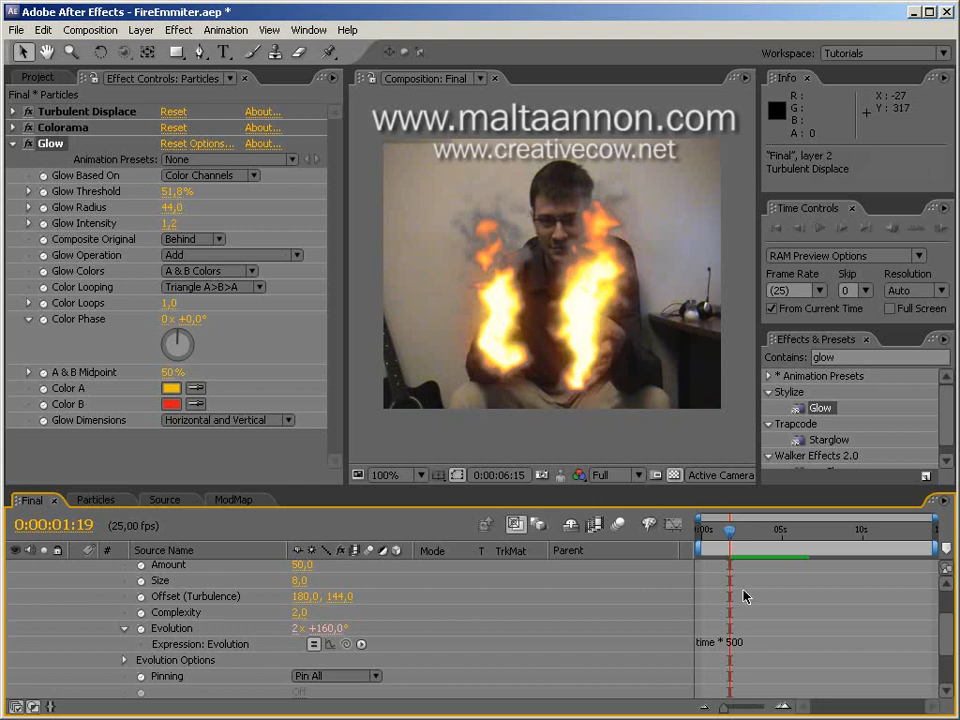 Adobe After Effects - FireEmmiter.aep *
File Edit Composition Layer Effect Animation View Window Help
Workspace: Tutorials
Project Effect Controls: Particles
Final * Particles
Turbulent Displace Reset About...
Colorama Reset About...
Glow Reset Options... About...
Animation Presets: None
Glow Based On Color Channels
Glow Threshold 51,8%
Glow Radius 44,0
Glow Intensity 1,2
Composite Original Behind
Glow Operation Add
Glow Colors A & B Colors
Color Looping Triangle A>B>A
Color Loops 1,0
Color Phase 0 x +0,0°
A & B Midpoint 50 %
Color A
Color B
Glow Dimensions Horizontal and Vertical
Composition: Final
www.maltaannon.com
www.creativecow.net
100% 0:00:06:15 Full Active Camera
Info
R : X : -27
G : Y : 317
B :
A : 0
"Final", layer 2
Turbulent Displace
Time Controls
RAM Preview Options
Frame Rate Skip Resolution
(25) 0 Auto
From Current Time Full Screen
Effects & Presets
Contains: glow
* Animation Presets
Stylize
Glow
Trapcode
Starglow
Walker Effects 2.0
Final Particles Source ModMap
0:00:01:19 (25,00 fps)
:00s 05s 10s
# Source Name Mode T TrkMat Parent
Amount 50,0
Size 8,0
Offset (Turbulence) 180,0, 144,0
Complexity 2,0
Evolution 2 x +160,0°
Expression: Evolution time * 500
Evolution Options
Pinning Pin All